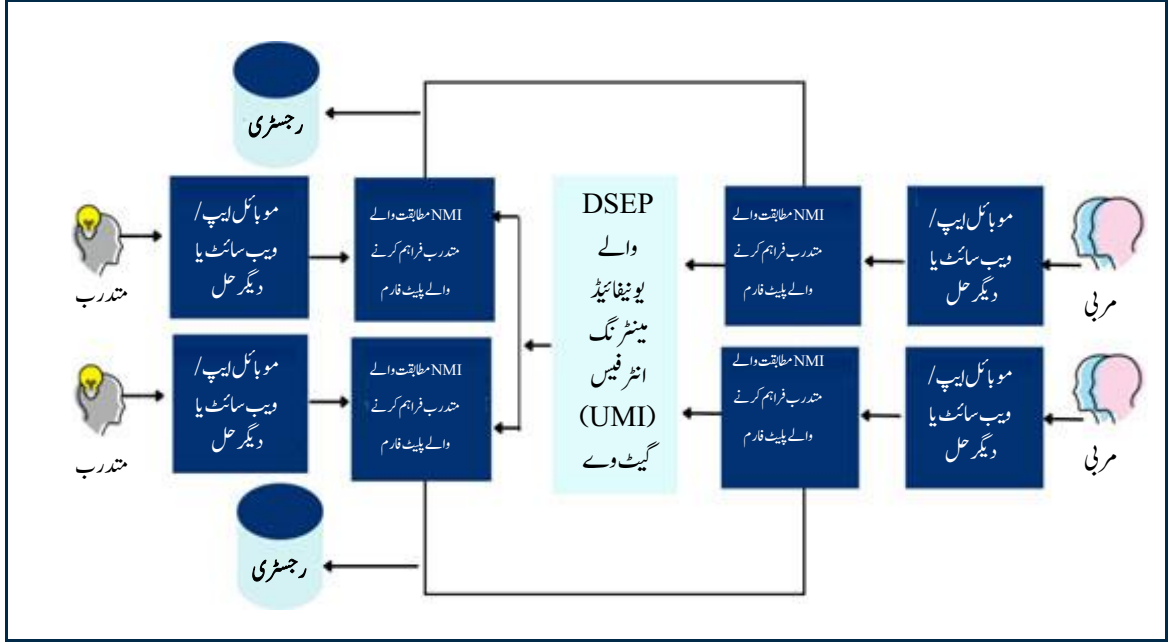 رجسٹری
موبائل ایپ/
ویب سائٹ یا
دیگر حل
NMI مطابقت والے
متدرب فراہم کرنے
والے پلیٹ فارم
DSEP
والے
یونیفائیڈ
مینٹرنگ
انٹرفیس
(UMI)
گیٹ وے
NMI مطابقت والے
متدرب فراہم کرنے
والے پلیٹ فارم
موبائل ایپ/
ویب سائٹ یا
دیگر حل
متدرب
مربی
موبائل ایپ/
ویب سائٹ یا
دیگر حل
NMI مطابقت والے
متدرب فراہم کرنے
والے پلیٹ فارم
NMI مطابقت والے
متدرب فراہم کرنے
والے پلیٹ فارم
موبائل ایپ/
ویب سائٹ یا
دیگر حل
متدرب
مربی
رجسٹری